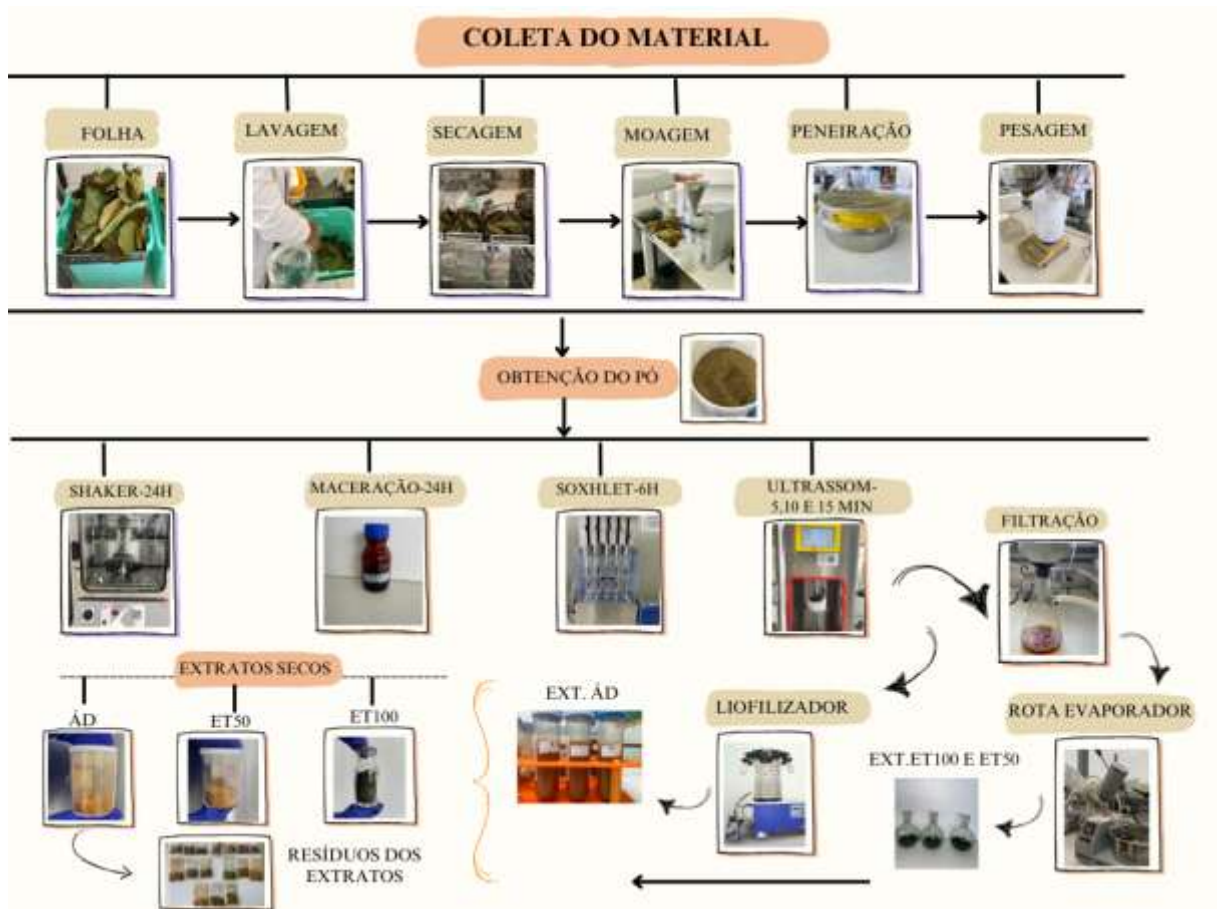 COLETA DO MATERIAL
FOLHA
LAVAGEM
SECAGEM
MOAGEM
PENEIRAÇÃO
PESAGEM
OBTENÇÃO DO PÓ
SHAKER-24H
MACERAÇÃO-24H
SOXHLET-6H
ULTRASSOM-
5,10 E 15 MIN
FILTRAÇÃO
EXTRATOS SECOS
ÁD
ET50
ET100
EXT. ÁD
LIOFILIZADOR
ROTA EVAPORADOR
EXT.ET100 E ET50
RESÍDUOS DOS
EXTRATOS